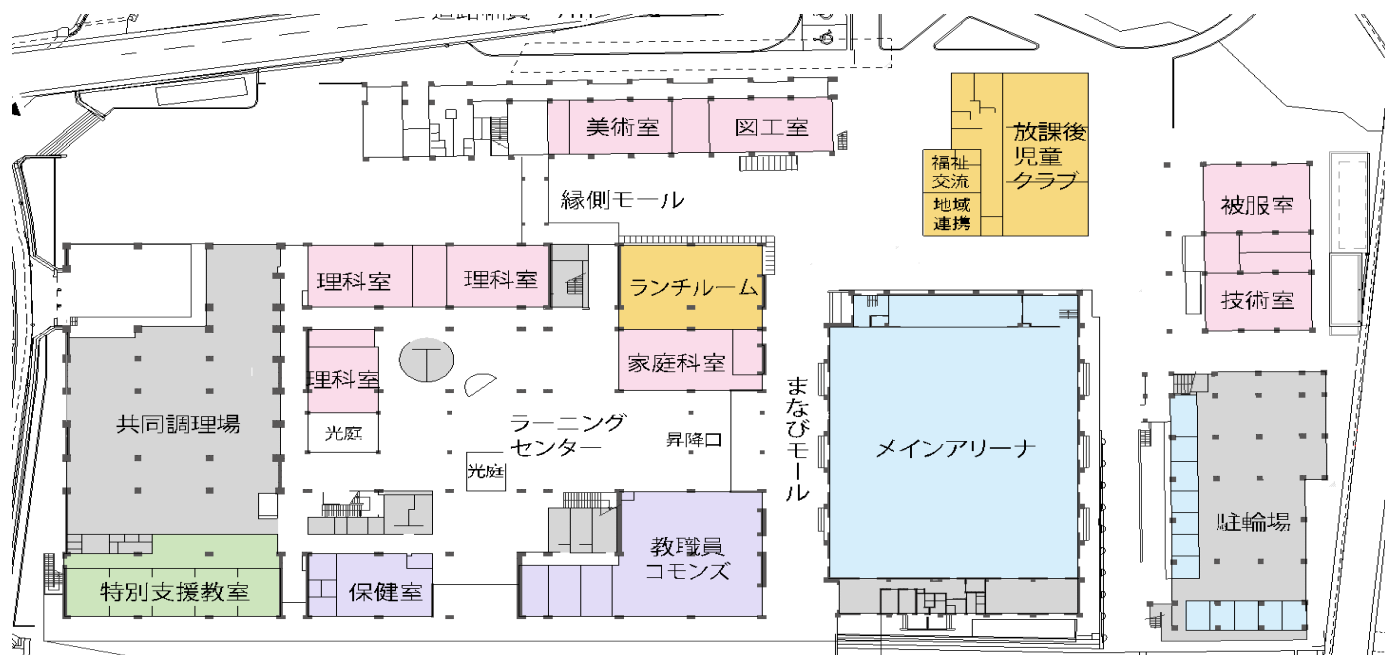 美術室
図工室
放課後
児童
クラブ
福祉
交流
地域
連携
縁側モール
被服室
理科室
理科室
ランチルーム
技術室
理科室
家庭科室
まなびモール
共同調理場
光庭
ラーニング
センター
昇降口
メインアリーナ
光庭
駐輪場
教職員
コモンズ
特別支援教室
保健室